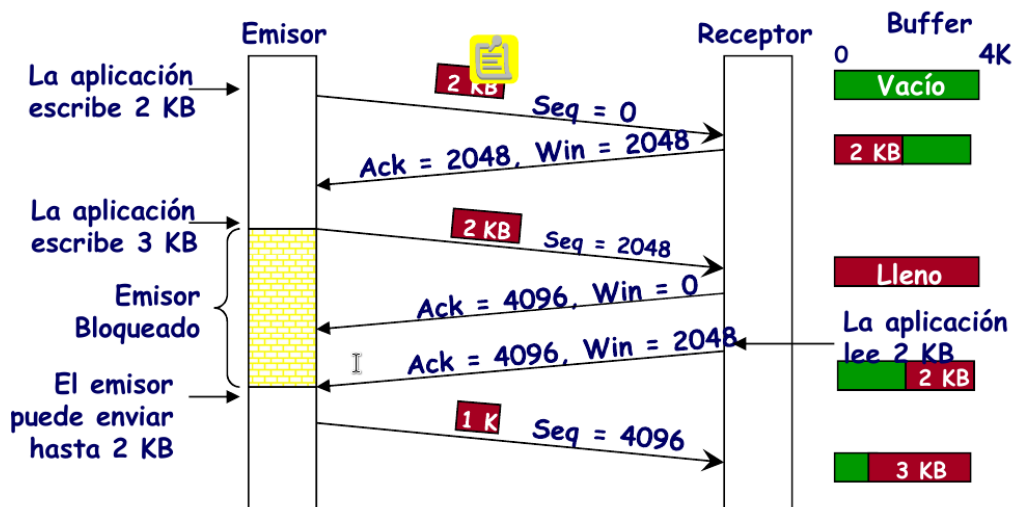 Emisor
Receptor
Buffer
0
4K
La aplicación
escribe 2 KB
2 KB
Seq = 0
Vacío
Ack = 2048, Win = 2048
2 KB
La aplicación
escribe 3 KB
2 KB
Seq = 2048
Lleno
Emisor
Bloqueado
Ack = 4096, Win = 0
La aplicación
lee 2 KB
Ack = 4096, Win = 2048
2 KB
El emisor
puede enviar
hasta 2 KB
1 K
Seq = 4096
3 KB